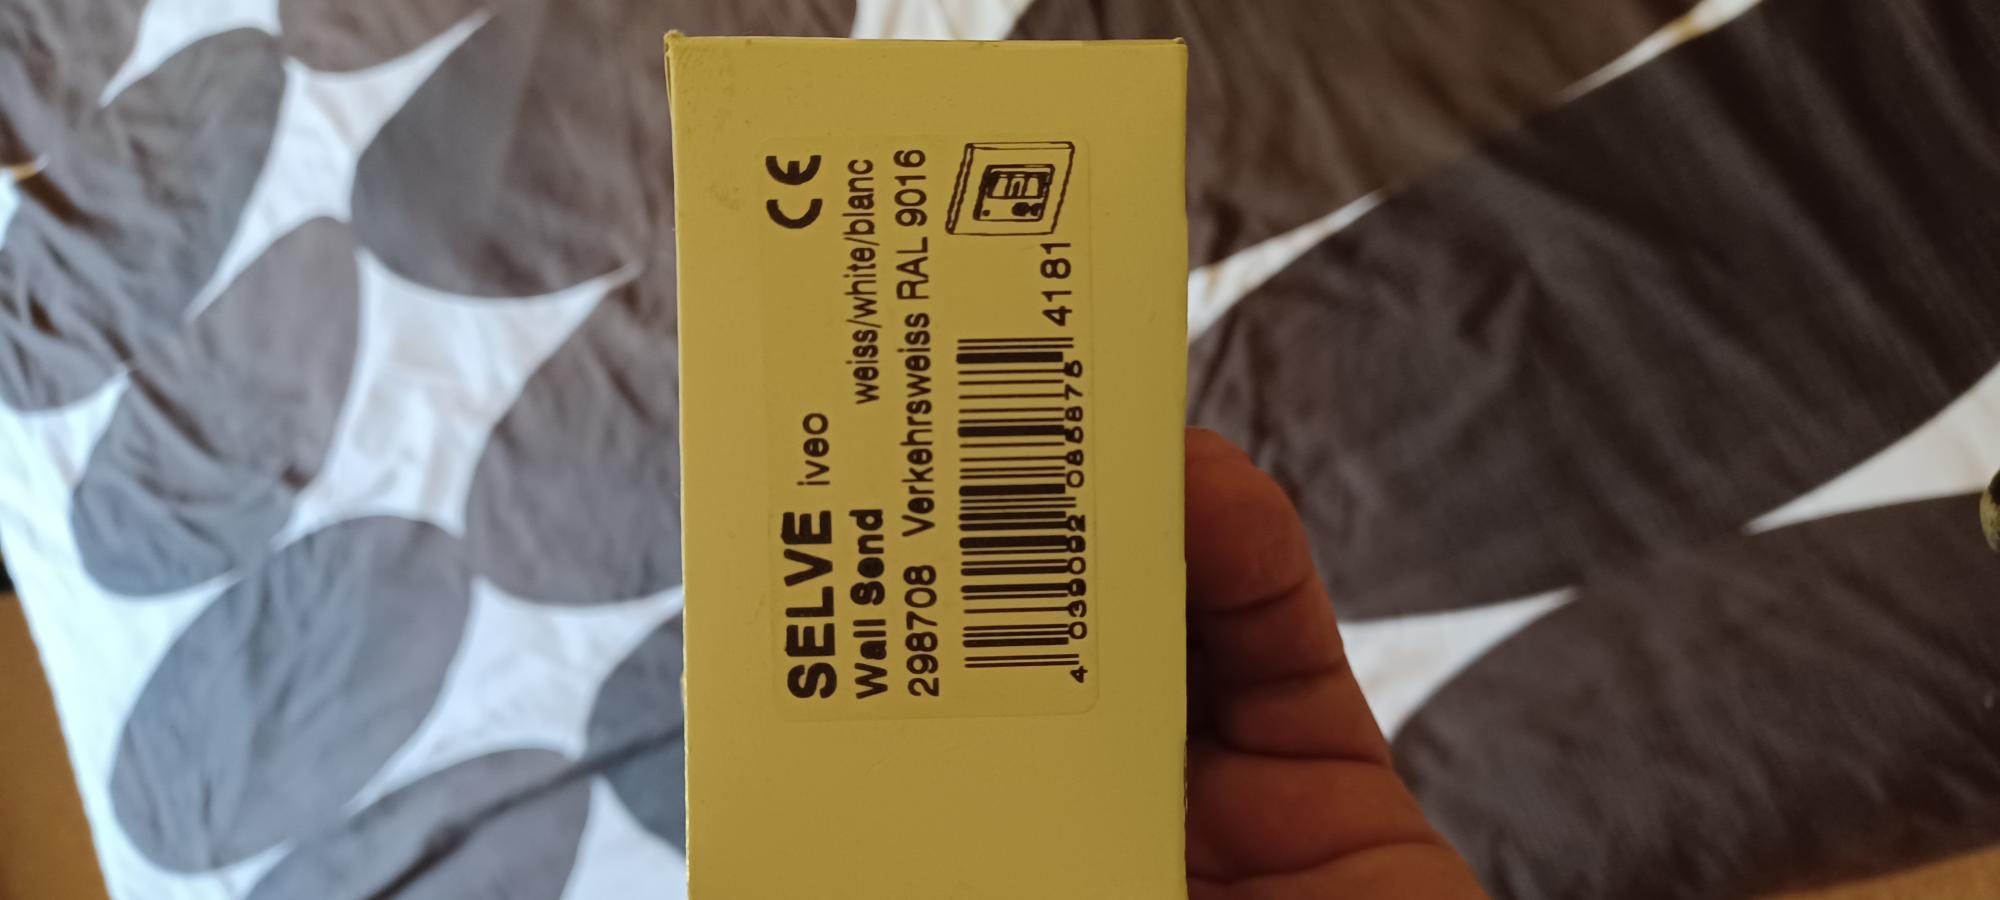 SELVE iveo CE
Wall Send weiss/white/blanc
298708 Verkehrsweiss RAL 9016
4181